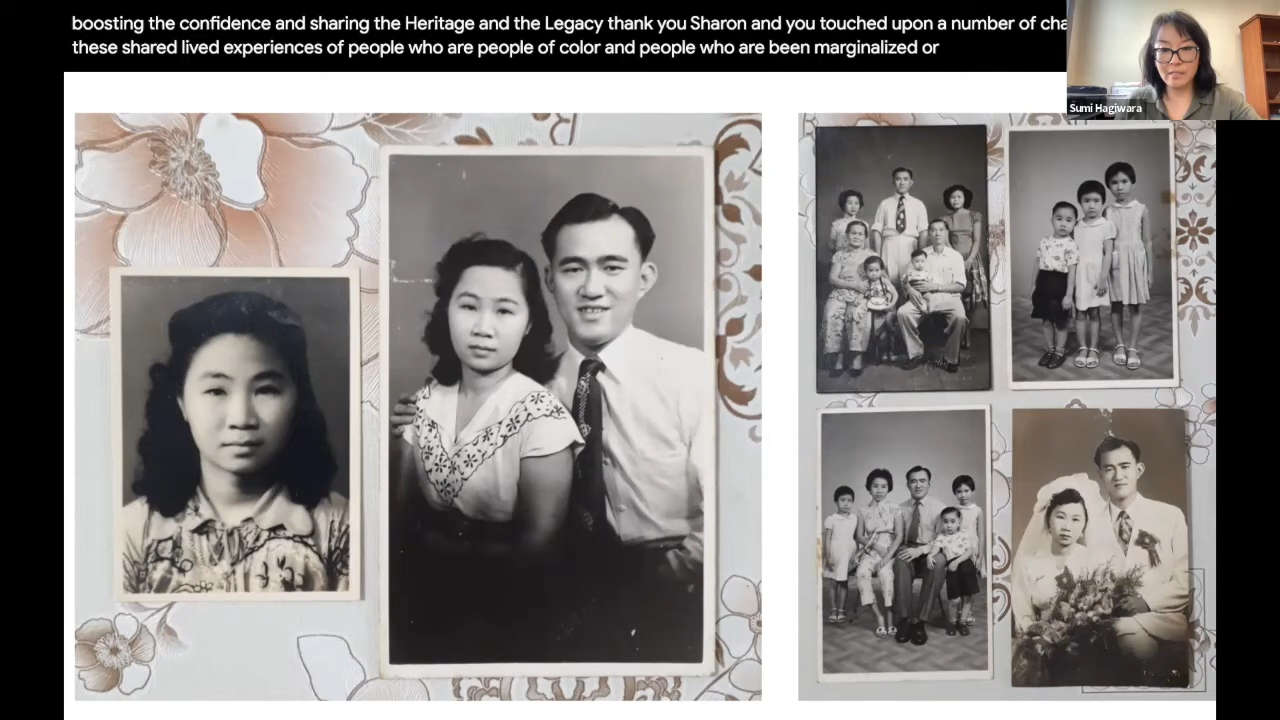 boosting the confidence and sharing the Heritage and the Legacy thank you Sharon and you touched upon a number of
these shared lived experiences of people who are people of color and people who are been marginalized or
Sumi Hagiwara